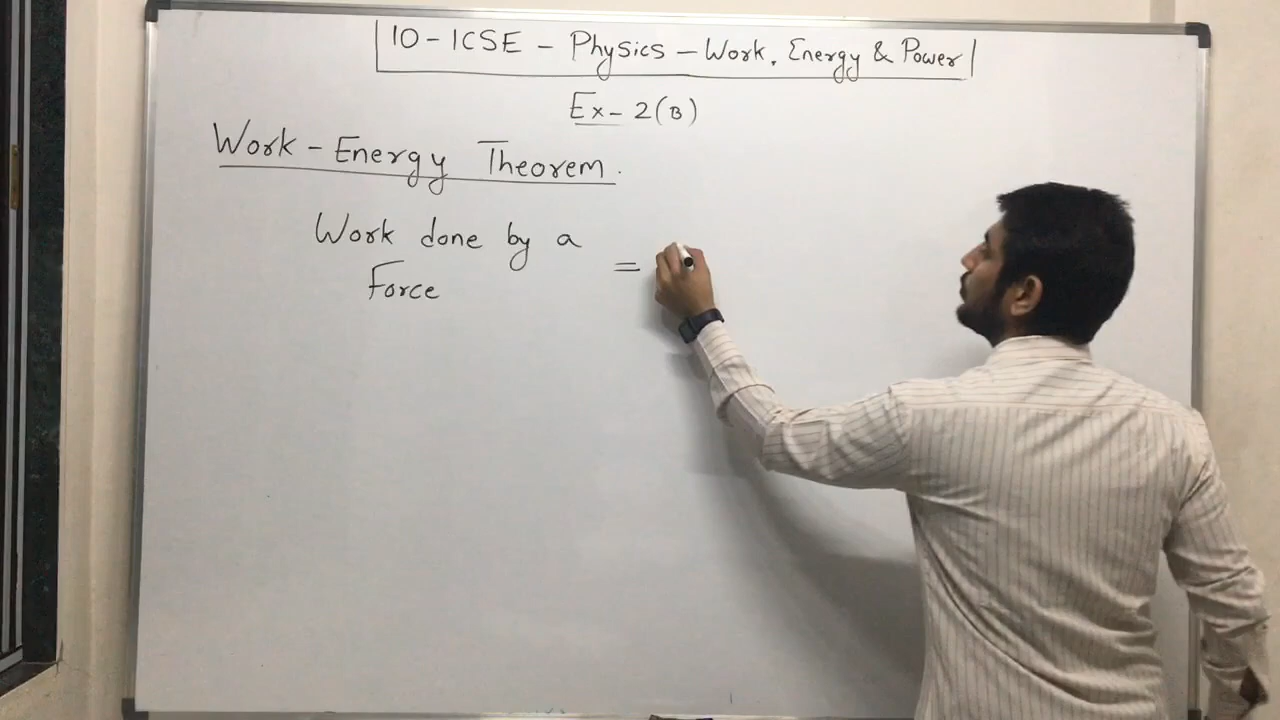 10 - ICSE - Physics - Work, Energy & Power
Ex - 2(B)
Work - Energy Theorem.
Work done by a
Force =